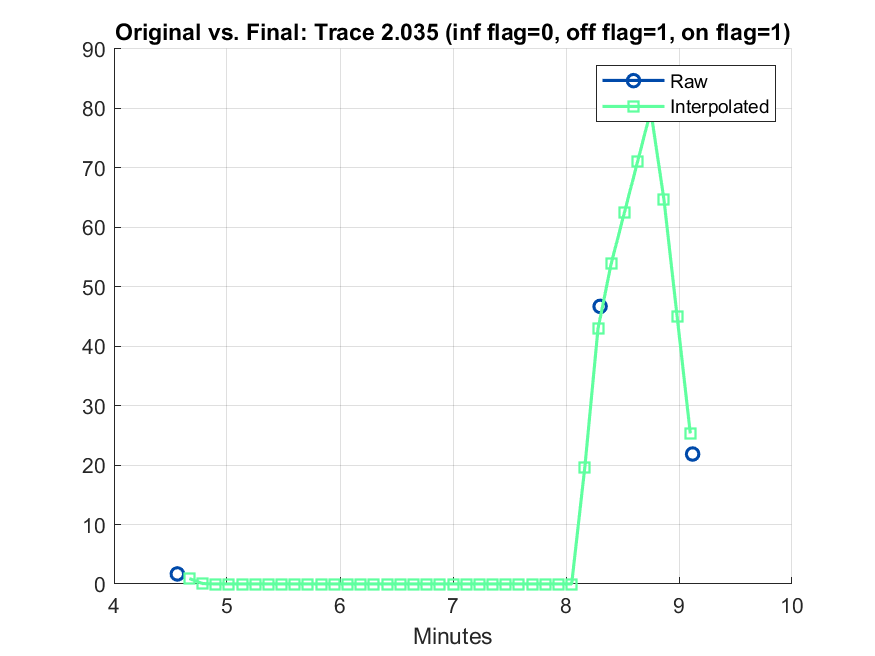 Original vs. Final: Trace 2.035 (inf flag=0, off flag=1, on flag=1)
90
80
70
60
50
40
30
20
10
0
Raw
Interpolated
4 5 6 7 8 9 10
Minutes